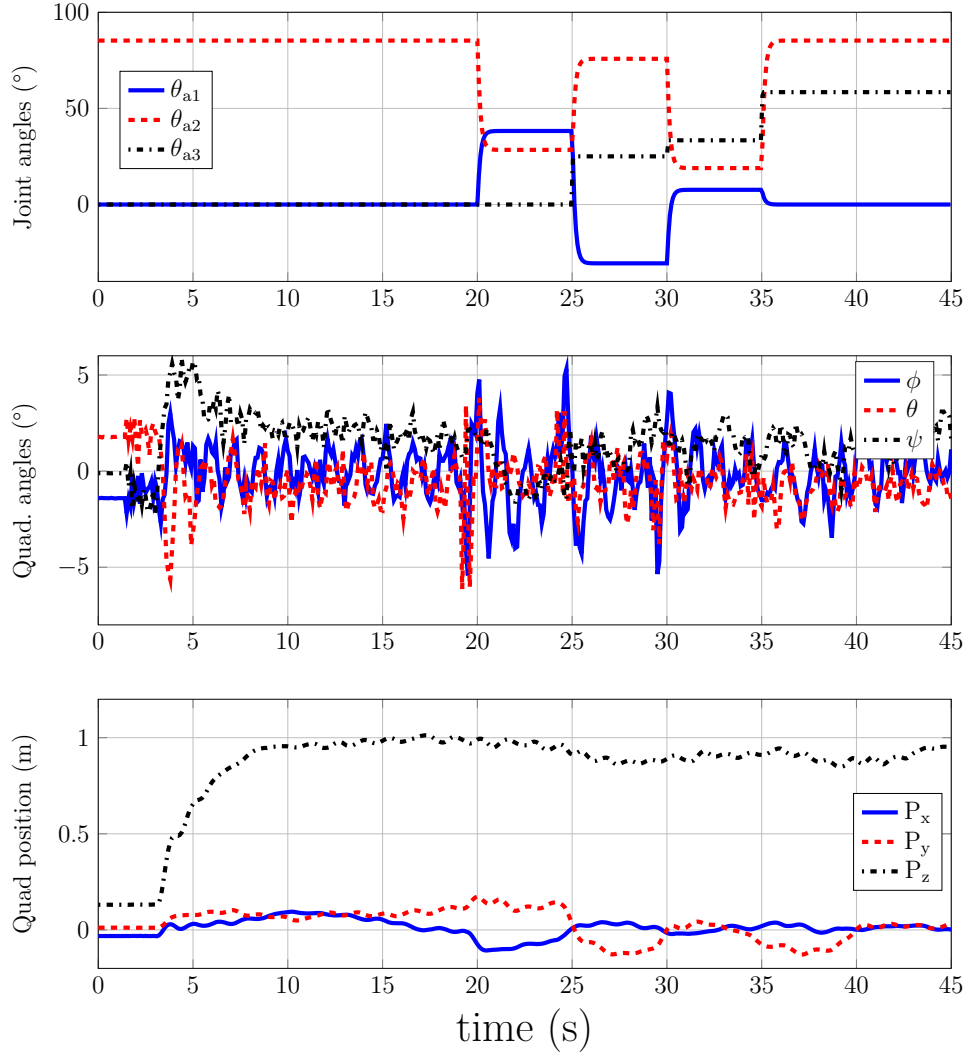 Joint angles (°)
100
50
0
θa1
θa2
θa3
0 5 10 15 20 25 30 35 40 45
Quad. angles (°)
5
0
−5
ϕ
θ
ψ
0 5 10 15 20 25 30 35 40 45
Quad position (m)
1
0.5
0
Px
Py
Pz
0 5 10 15 20 25 30 35 40 45
time (s)